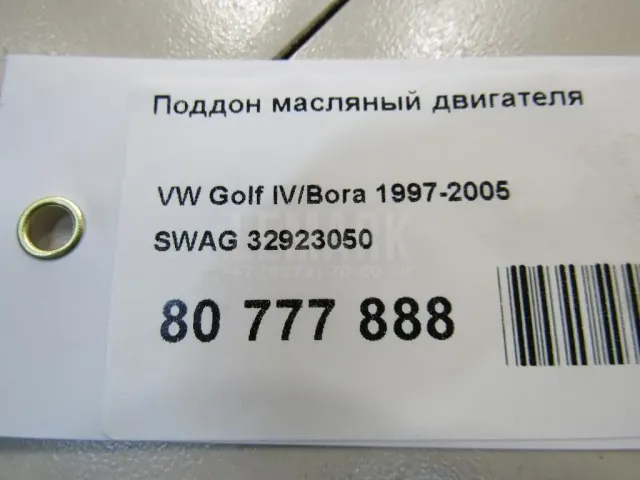 Поддон масляный двигателя
VW Golf IV/Bora 1997-2005
SWAG 32923050
80 777 888